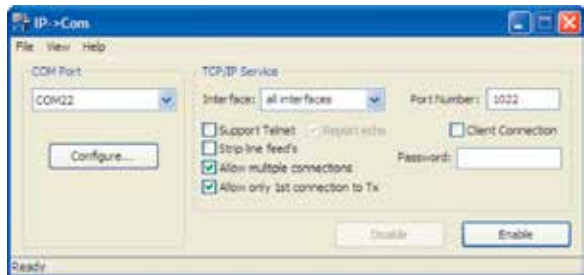 IP->Com
File View Help
COM Port
COM22
Configure...
TCP/IP Service
Interface: all interfaces
Port Number: 1022
Support Telnet Report echo
Client Connection
Strip line feed's
Password:
Allow multiple connections
Allow only 1st connection to Tx
Disable
Enable
Ready